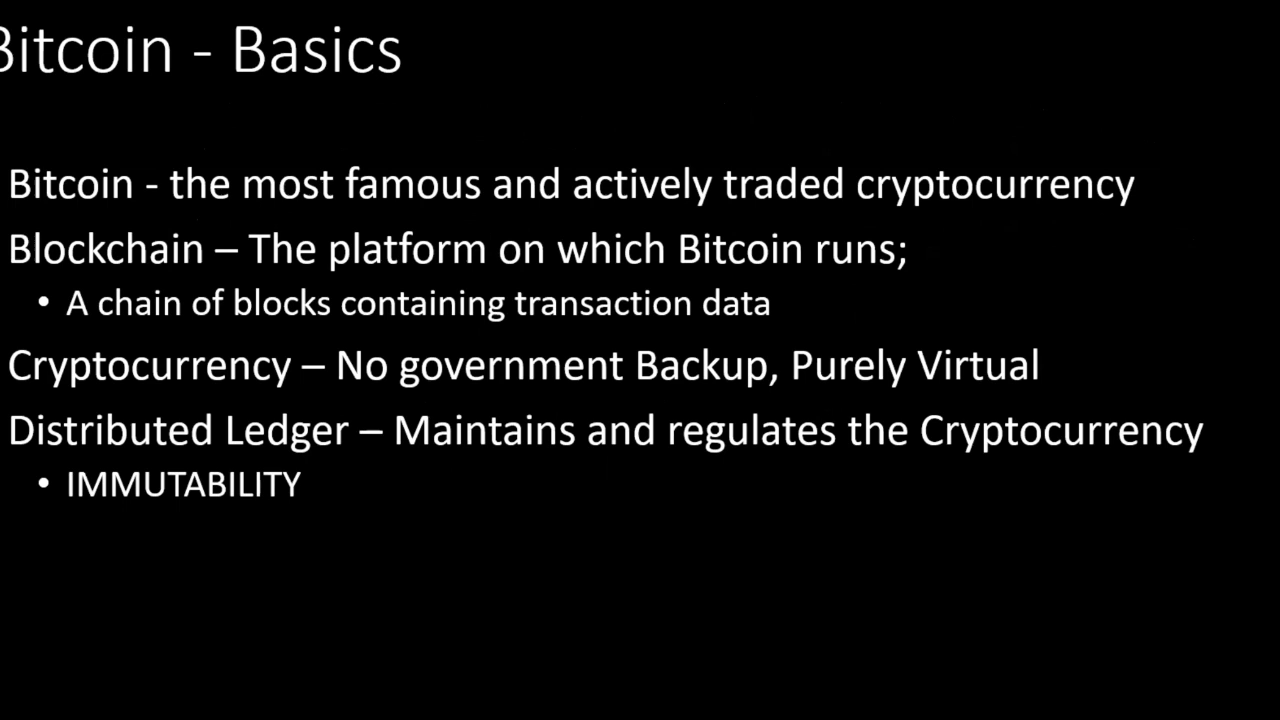 Bitcoin - Basics
Bitcoin - the most famous and actively traded cryptocurrency
Blockchain – The platform on which Bitcoin runs;
• A chain of blocks containing transaction data
Cryptocurrency – No government Backup, Purely Virtual
Distributed Ledger – Maintains and regulates the Cryptocurrency
• IMMUTABILITY